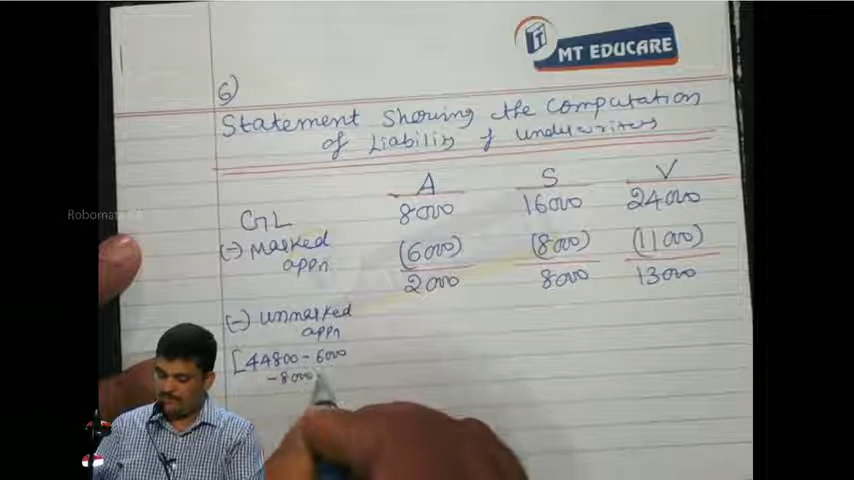 MT EDUCARE
6)
Statement showing the computation
of Liability of underwriters
A S V
GL 8000 16000 24000
(-) Marked (6000) (8000) (11000)
appn 2000 8000 13000
(-) unmarked
appn
[44800 - 6000
- 8000